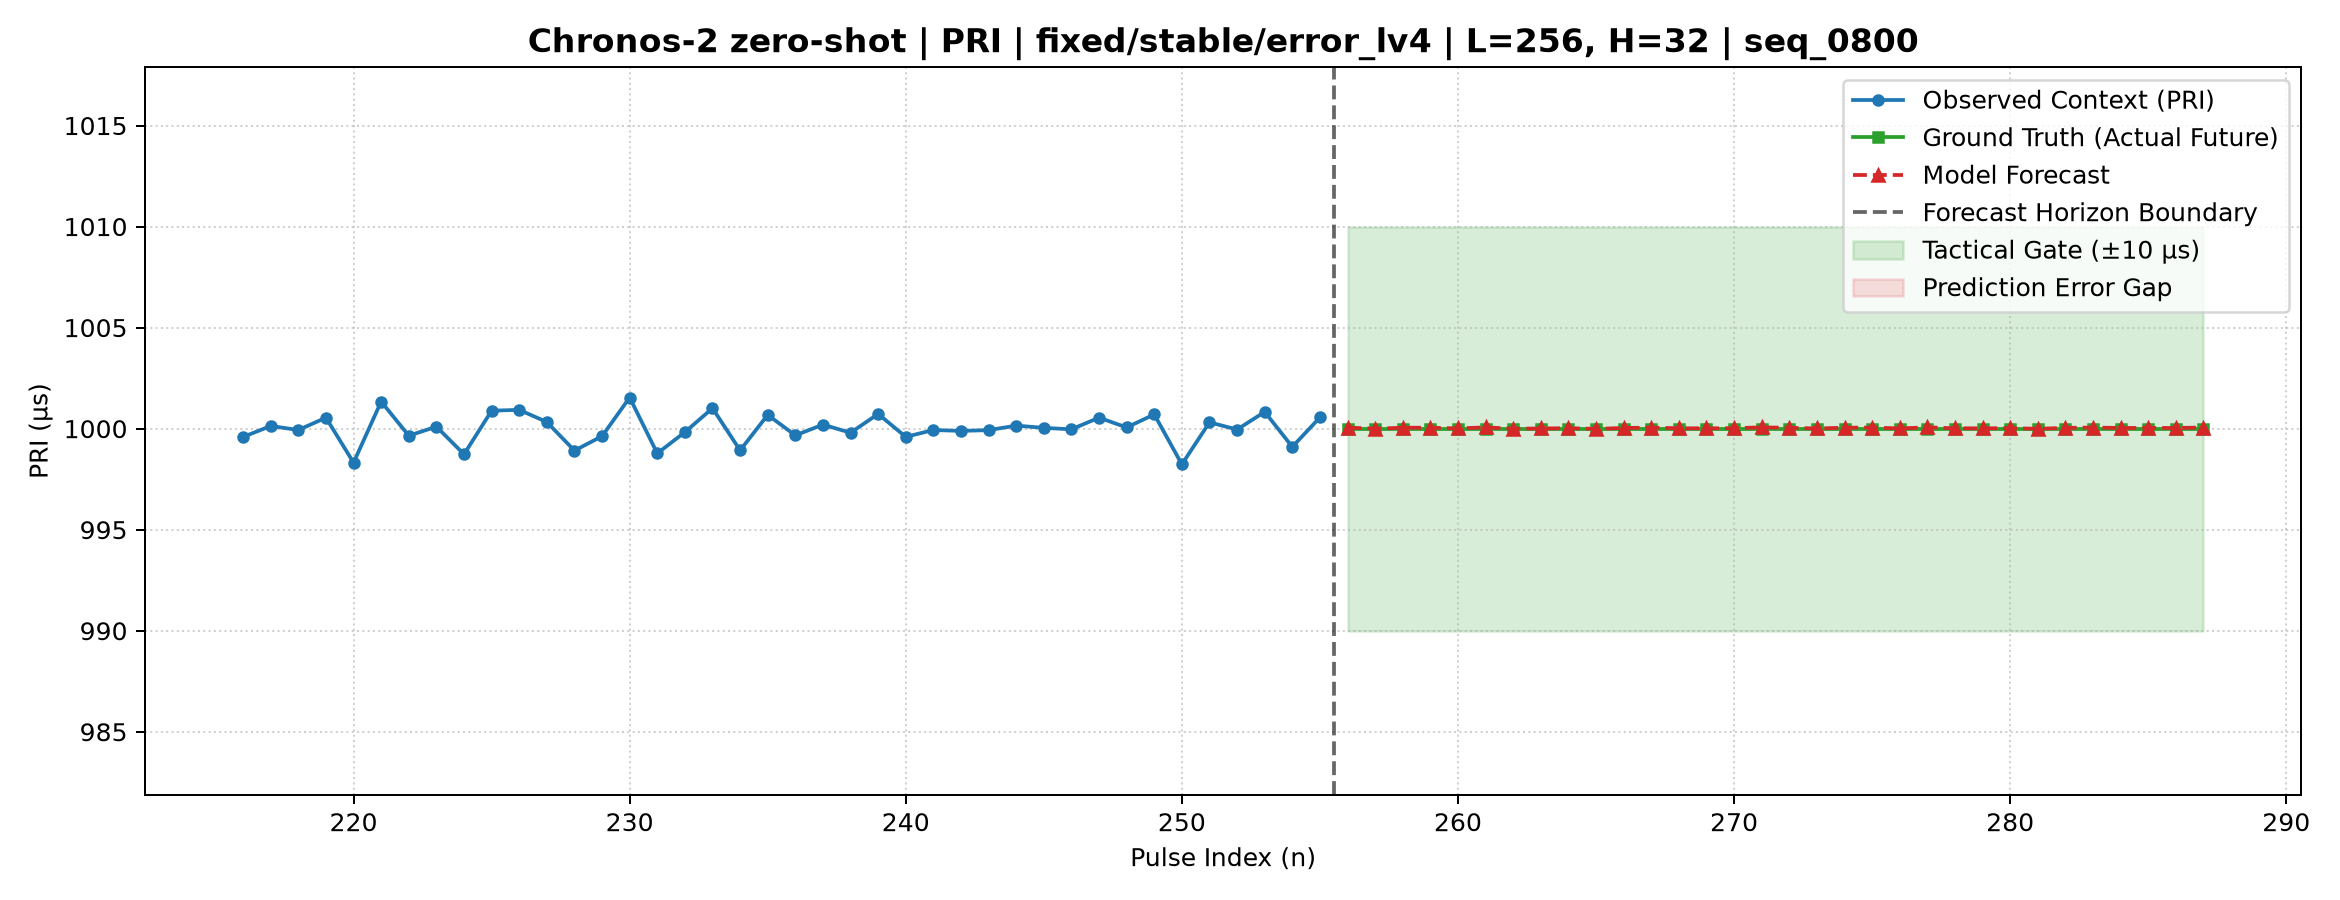 Chronos-2 zero-shot | PRI | fixed/stable/error_lv4 | L=256, H=32 | seq_0800
Observed Context (PRI)
Ground Truth (Actual Future)
Model Forecast
Forecast Horizon Boundary
Tactical Gate (±10 µs)
Prediction Error Gap
PRI (µs)
1015
1010
1005
1000
995
990
985
220 230 240 250 260 270 280 290
Pulse Index (n)